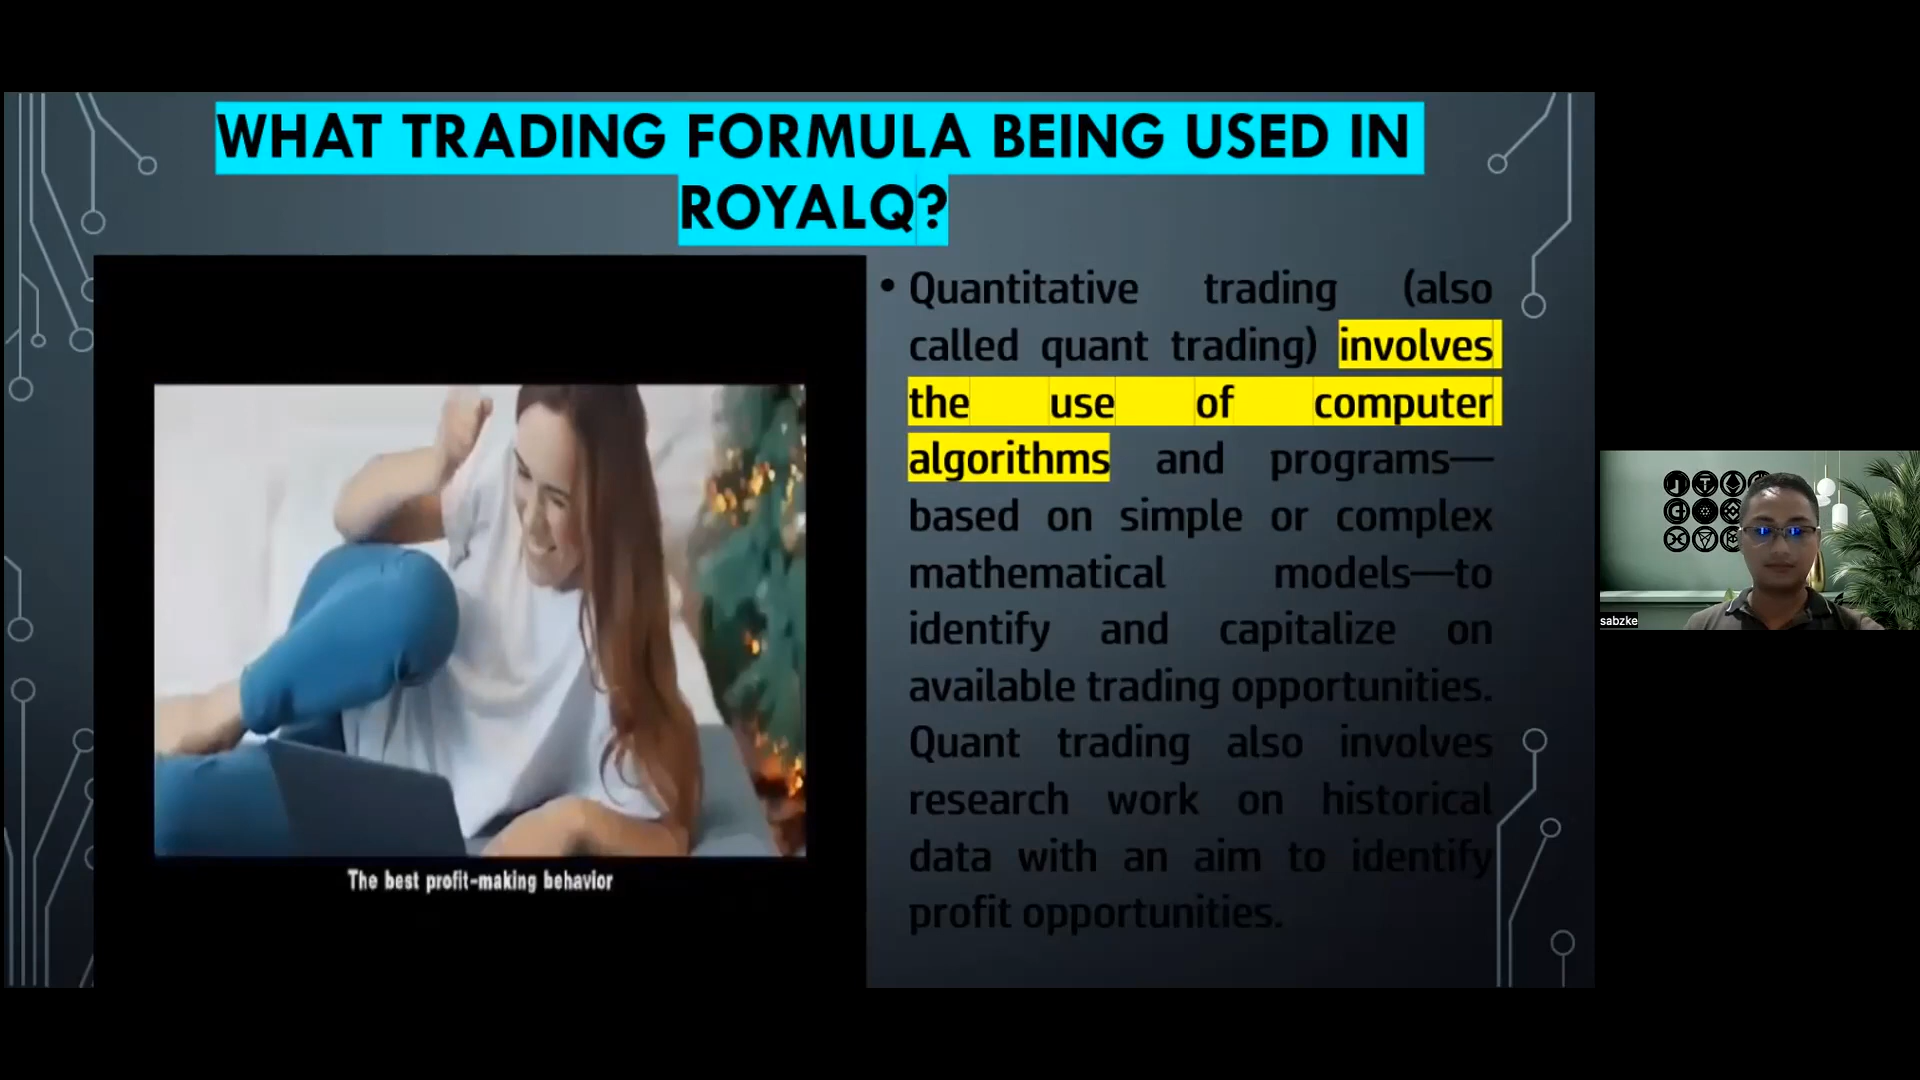 WHAT TRADING FORMULA BEING USED IN
ROYALQ?
• Quantitative trading (also
called quant trading) involves
the use of computer
algorithms and programs—
based on simple or complex
mathematical models—to
identify and capitalize on
available trading opportunities.
Quant trading also involves
research work on historical
data with an aim to identify
profit opportunities.
The best profit-making behavior
sabzke